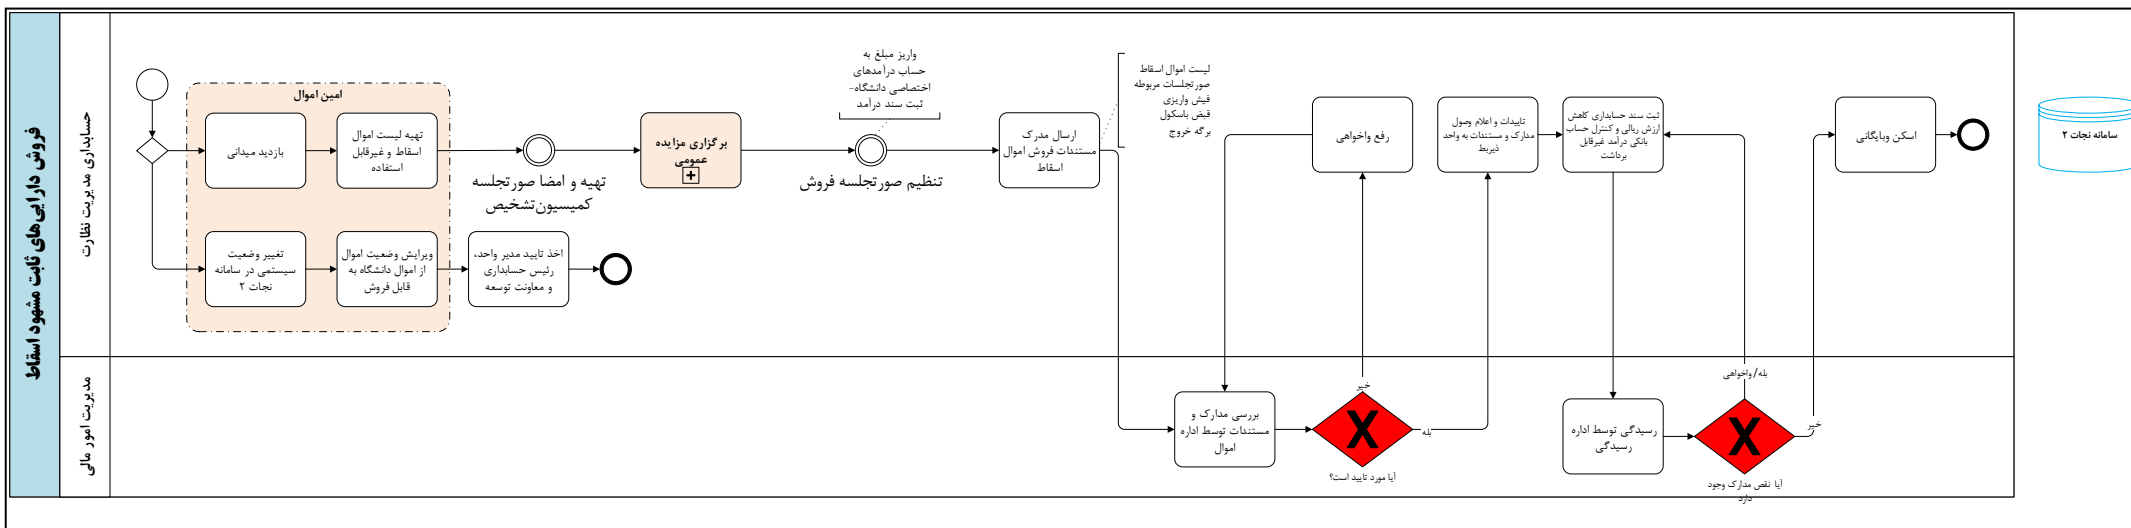 فروش دارایی‌های ثابت مشهود اسقاط
حسابداری مدیریت نظارت
مدیریت امور مالی
امین اموال
بازدید میدانی
تهیه لیست اموال
اسقاط و غیرقابل
استفاده
تهیه و امضا صورتجلسه
کمیسیون‌تشخیص
برگزاری مزایده
عمومی
واریز مبلغ به
حساب درآمدهای
اختصاصی دانشگاه-
ثبت سند درآمد
تنظیم صورتجلسه فروش
ارسال مدرک
مستندات فروش اموال
اسقاط
لیست اموال اسقاط
صورتجلسات مربوطه
فیش واریزی
قبض باسکول
برگه خروج
تغییر وضعیت
سیستمی در سامانه
نجات ۲
ویرایش وضعیت اموال
از اموال دانشگاه به
قابل فروش
اخذ تایید مدیر واحد،
رئیس حسابداری
و معاونت توسعه
بررسی مدارک و
مستندات توسط اداره
اموال
X
آیا مورد تایید است؟
خیر
بله
رفع واخواهی
تاییدات و اعلام وصول
مدارک و مستندات به واحد
ذیربط
ثبت سند حسابداری کاهش
ارزش ریالی و کنترل حساب
بانکی درآمد غیرقابل
برداشت
رسیدگی توسط اداره
رسیدگی
X
آیا نقص مدارک وجود
دارد
بله/واخواهی
خیر
اسکن وبایگانی
سامانه نجات ۲